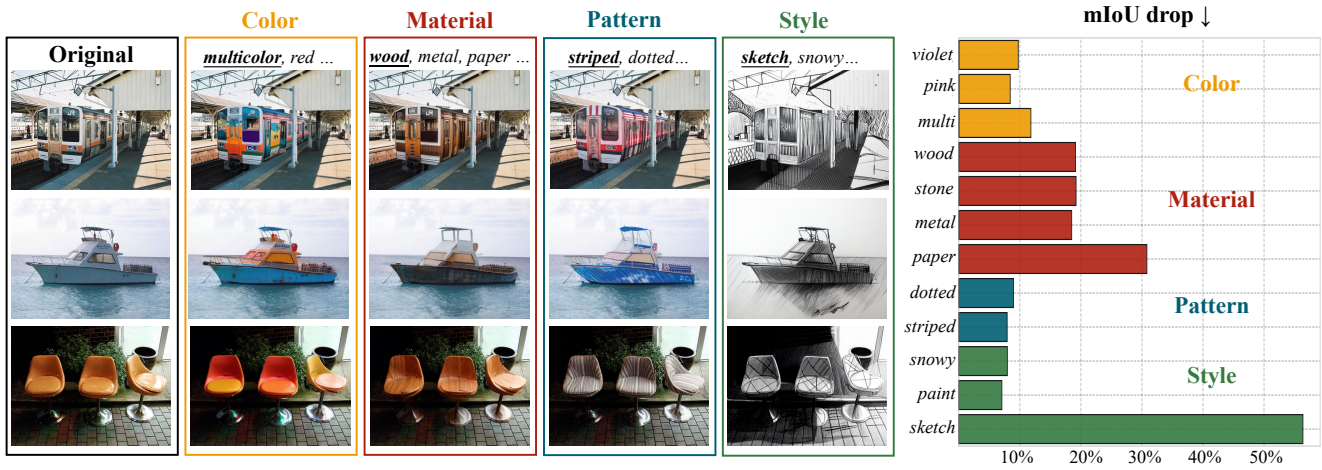 Original
Color
multicolor, red ...
Material
wood, metal, paper ...
Pattern
striped, dotted...
Style
sketch, snowy...
mIoU drop ↓
violet
pink
multi
wood
stone
metal
paper
dotted
striped
snowy
paint
sketch
Color
Material
Pattern
Style
10%
20%
30%
40%
50%